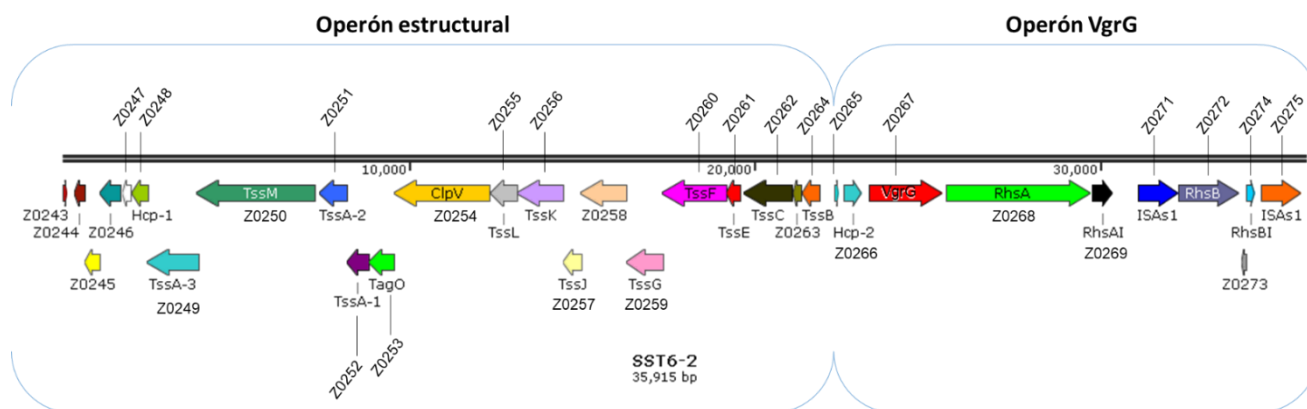 Operón estructural
Operón VgrG
Z0247
Z0248
Z0251
Z0255
Z0256
Z0260
Z0261
Z0262
Z0264
Z0265
Z0267
Z0271
Z0272
Z0274
Z0275
10,000
20,000
30,000
TssM
ClpV
TssF
VgrG
RhsA
RhsB
Z0243
Hcp-1
Z0250
TssA-2
Z0254
TssK
Z0258
TssC
TssB
Hcp-2
Z0268
RhsAI
ISAs1
ISAs1
Z0244
Z0246
TssL
TssE
Z0263
Z0266
Z0269
RhsBI
Z0245
TssA-3
Z0249
TssA-1
TagO
TssJ
Z0257
TssG
Z0259
Z0273
Z0252
Z0253
SST6-2
35,915 bp